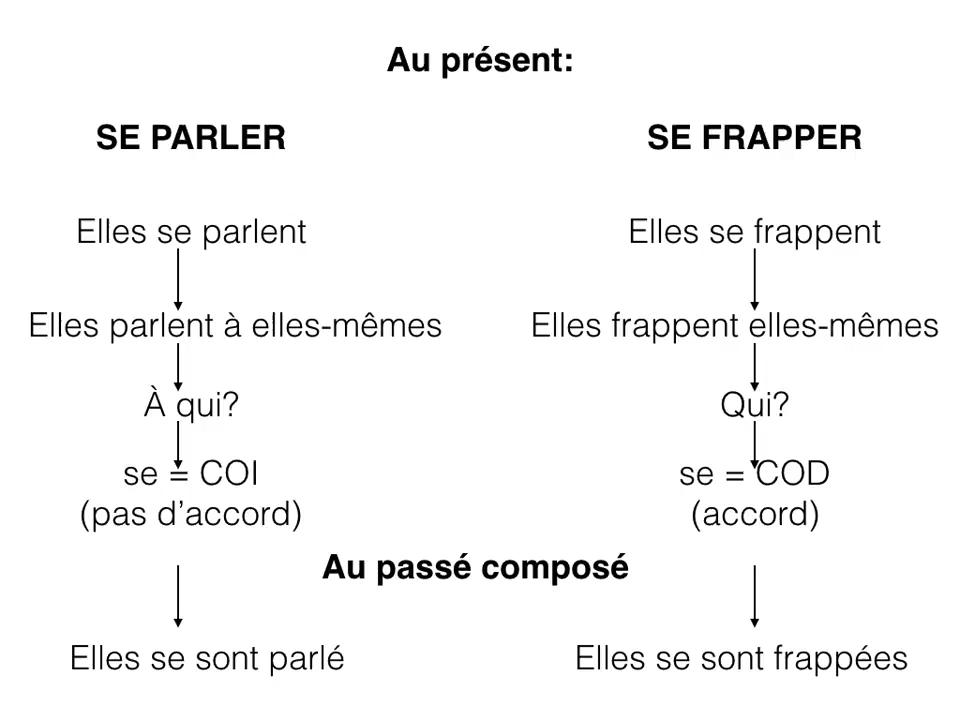 Au présent:
SE PARLER
SE FRAPPER
Elles se parlent
Elles se frappent
Elles parlent à elles-mêmes
Elles frappent elles-mêmes
À qui?
Qui?
se = COI
se = COD
(pas d’accord)
(accord)
Au passé composé
Elles se sont parlé
Elles se sont frappées